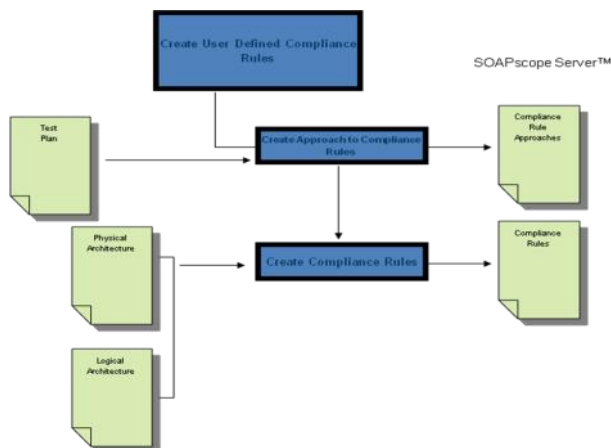 Create User Defined Compliance
Rules
SOAPscope Server™
Test
Plan
Create Approach to Compliance
Rules
Compliance
Rule
Approaches
Physical
Architecture
Create Compliance Rules
Compliance
Rules
Logical
Architecture